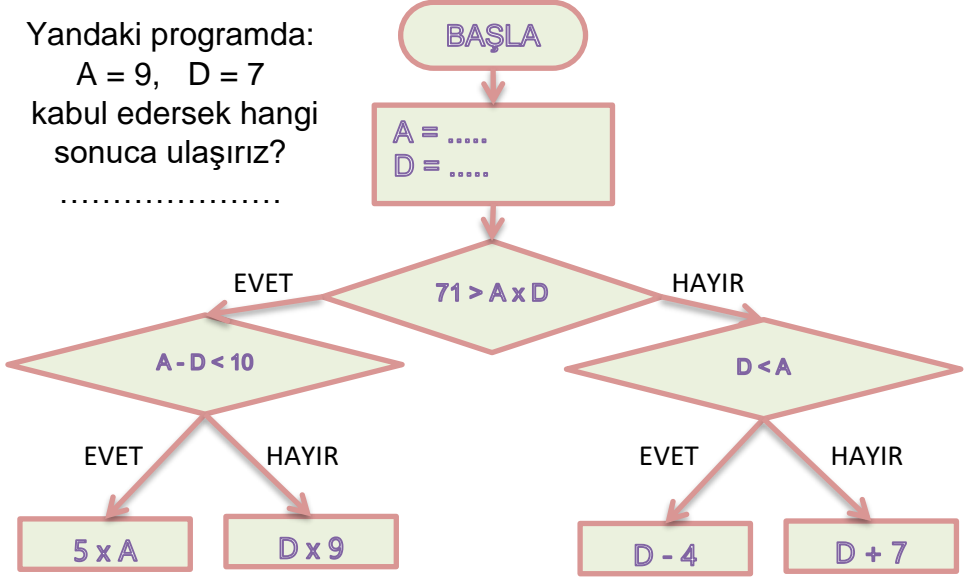 Yandaki programda:
A = 9, D = 7
kabul edersek hangi
sonuca ulaşırız?
…………………
BAŞLA
A = .....
D = .....
71 > A x D
EVET
HAYIR
A - D < 10
D < A
EVET
HAYIR
EVET
HAYIR
5 x A
D x 9
D - 4
D + 7